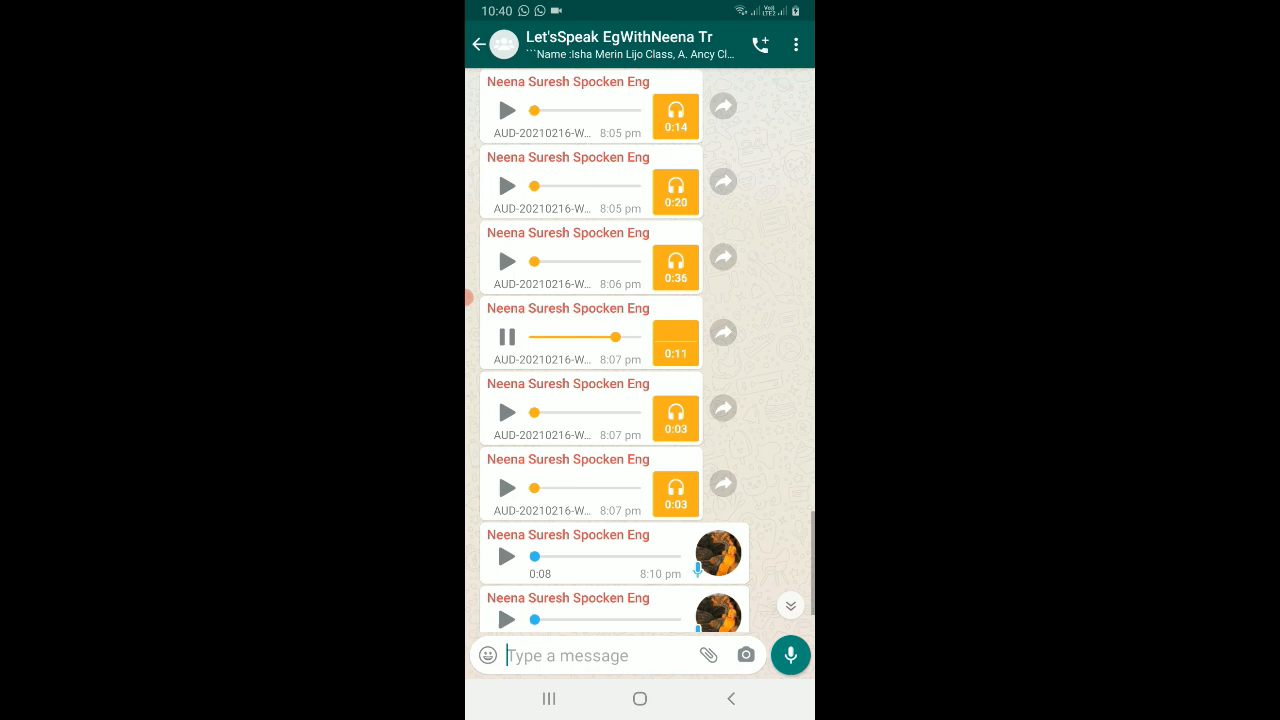 10:40
Let'sSpeak EgWithNeena Tr
```Name :Isha Merin Lijo Class, A. Ancy Cl...
Neena Suresh Spocken Eng
0:14
AUD-20210216-W... 8:05 pm
Neena Suresh Spocken Eng
0:20
AUD-20210216-W... 8:05 pm
Neena Suresh Spocken Eng
0:36
AUD-20210216-W... 8:06 pm
Neena Suresh Spocken Eng
0:11
AUD-20210216-W... 8:07 pm
Neena Suresh Spocken Eng
0:03
AUD-20210216-W... 8:07 pm
Neena Suresh Spocken Eng
0:03
AUD-20210216-W... 8:07 pm
Neena Suresh Spocken Eng
0:08 8:10 pm
Neena Suresh Spocken Eng
Type a message